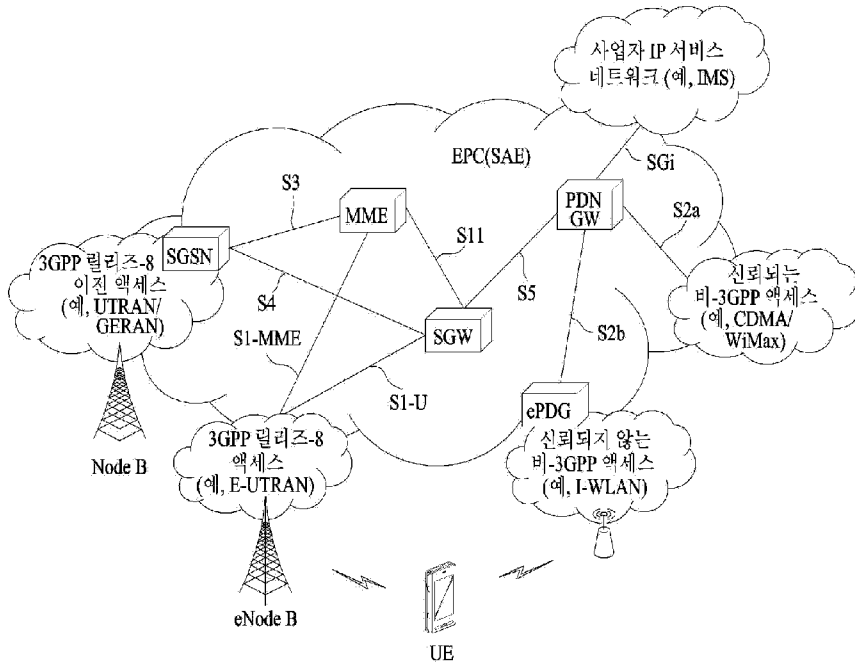 사업자 IP 서비스
네트워크 (예, IMS)
EPC(SAE)
SGi
S3
MME
PDN
GW
S2a
SGSN
S11
3GPP 릴리즈-8
이전 액세스
(예, UTRAN/
GERAN)
S4
S5
신뢰되는
비-3GPP 액세스
(예, CDMA/
WiMax)
S1-MME
SGW
S2b
S1-U
ePDG
Node B
3GPP 릴리즈-8
액세스
(예, E-UTRAN)
신뢰되지 않는
비-3GPP 액세스
(예, I-WLAN)
eNode B
UE